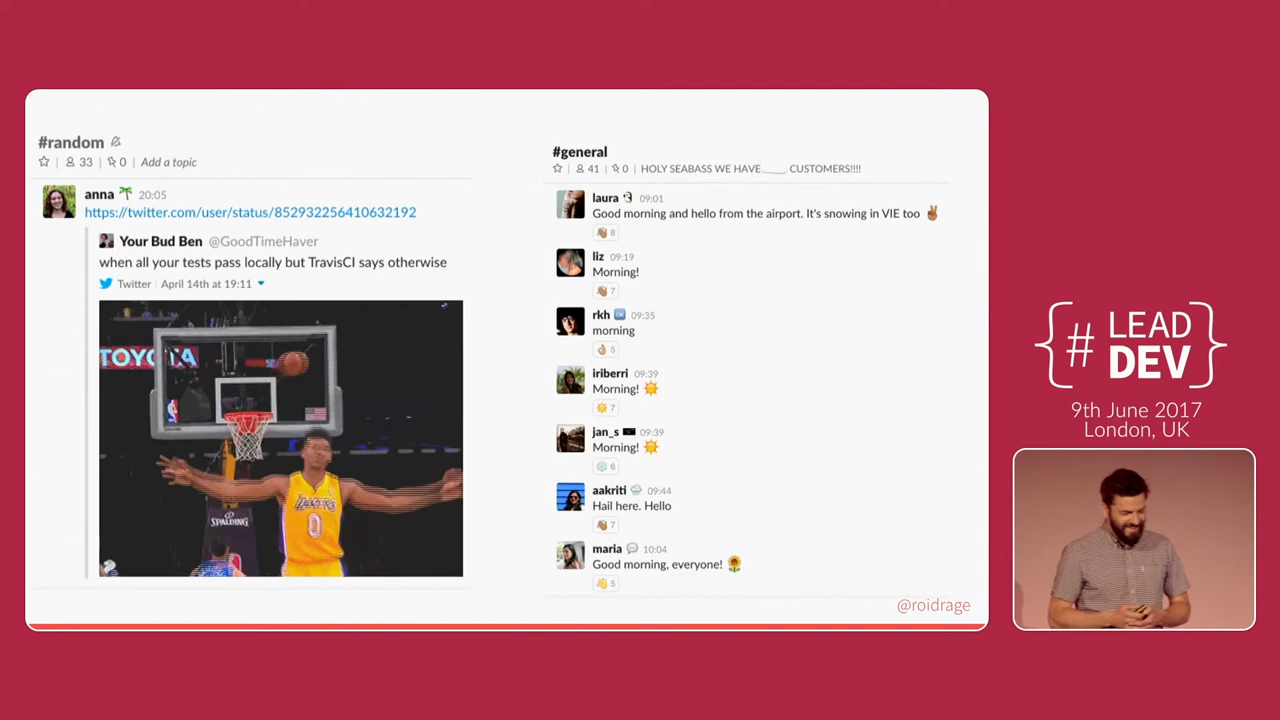 #random
33 0 Add a topic
anna 20:05
https://twitter.com/user/status/852932256410632192
Your Bud Ben @GoodTimeHaver
when all your tests pass locally but TravisCI says otherwise
Twitter April 14th at 19:11
TOYOTA
SPALDING
LAKERS
0
#general
41 0 HOLY SEABASS WE HAVE ____ CUSTOMERS!!!!
laura 09:01
Good morning and hello from the airport. It's snowing in VIE too
8
liz 09:19
Morning!
7
rkh OK 09:35
morning
5
iriberri 09:39
Morning!
7
jan_s 09:39
Morning!
6
aakriti 09:44
Hail here. Hello
7
maria 10:04
Good morning, everyone!
5
@roidrage
{# LEAD
DEV}
9th June 2017
London, UK